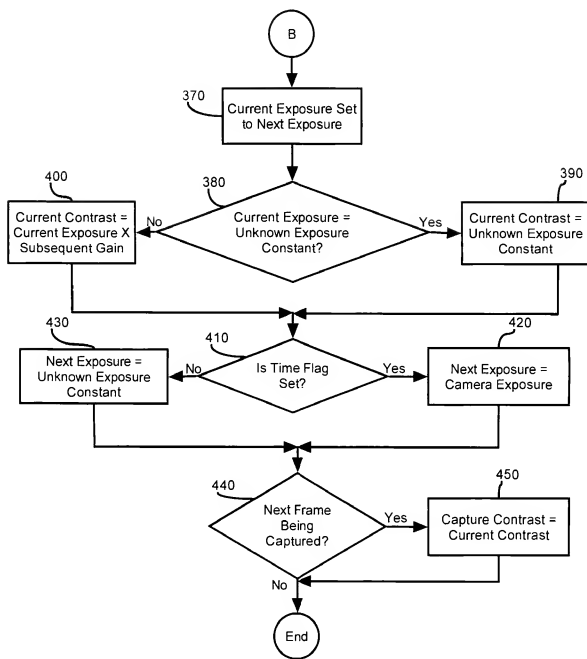 B
370
Current Exposure Set
to Next Exposure
400
380
390
Current Contrast =
Current Exposure X
Subsequent Gain
No
Current Exposure =
Unknown Exposure
Constant?
Yes
Current Contrast =
Unknown Exposure
Constant
430
410
420
Next Exposure =
Unknown Exposure
Constant
No
Is Time Flag
Set?
Yes
Next Exposure =
Camera Exposure
440
450
Next Frame
Being
Captured?
Yes
Capture Contrast =
Current Contrast
No
End